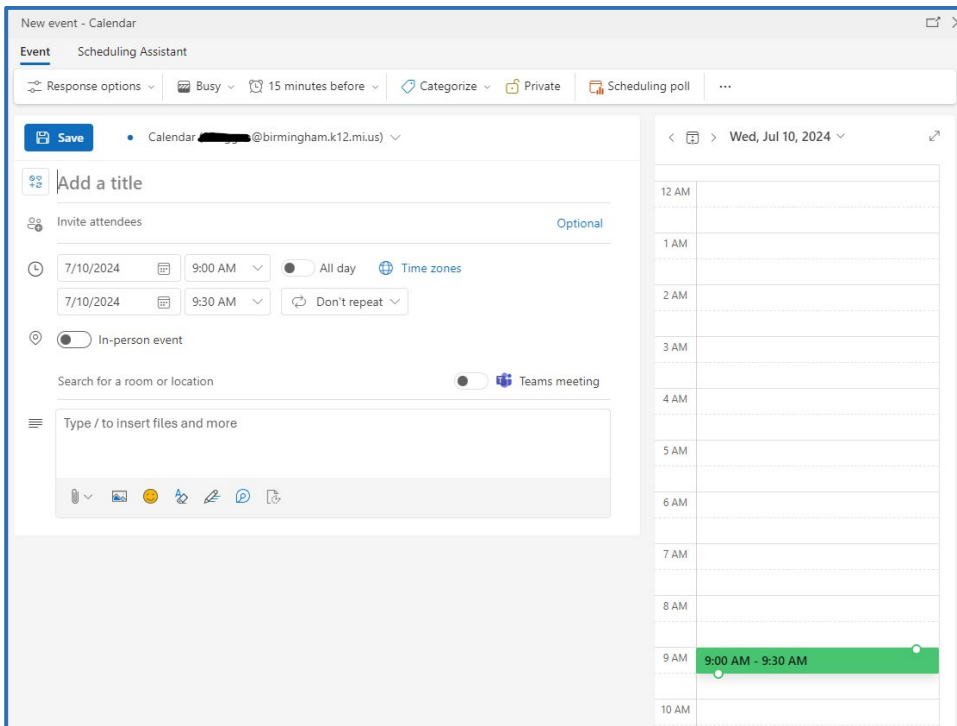 New event - Calendar
Event Scheduling Assistant
Response options Busy 15 minutes before Categorize Private Scheduling poll ...
Save • Calendar ( @birmingham.k12.mi.us) Wed, Jul 10, 2024
Add a title
Invite attendees Optional
7/10/2024 9:00 AM All day Time zones
7/10/2024 9:30 AM Don't repeat
In-person event
Search for a room or location Teams meeting
Type / to insert files and more
12 AM
1 AM
2 AM
3 AM
4 AM
5 AM
6 AM
7 AM
8 AM
9 AM 9:00 AM - 9:30 AM
10 AM